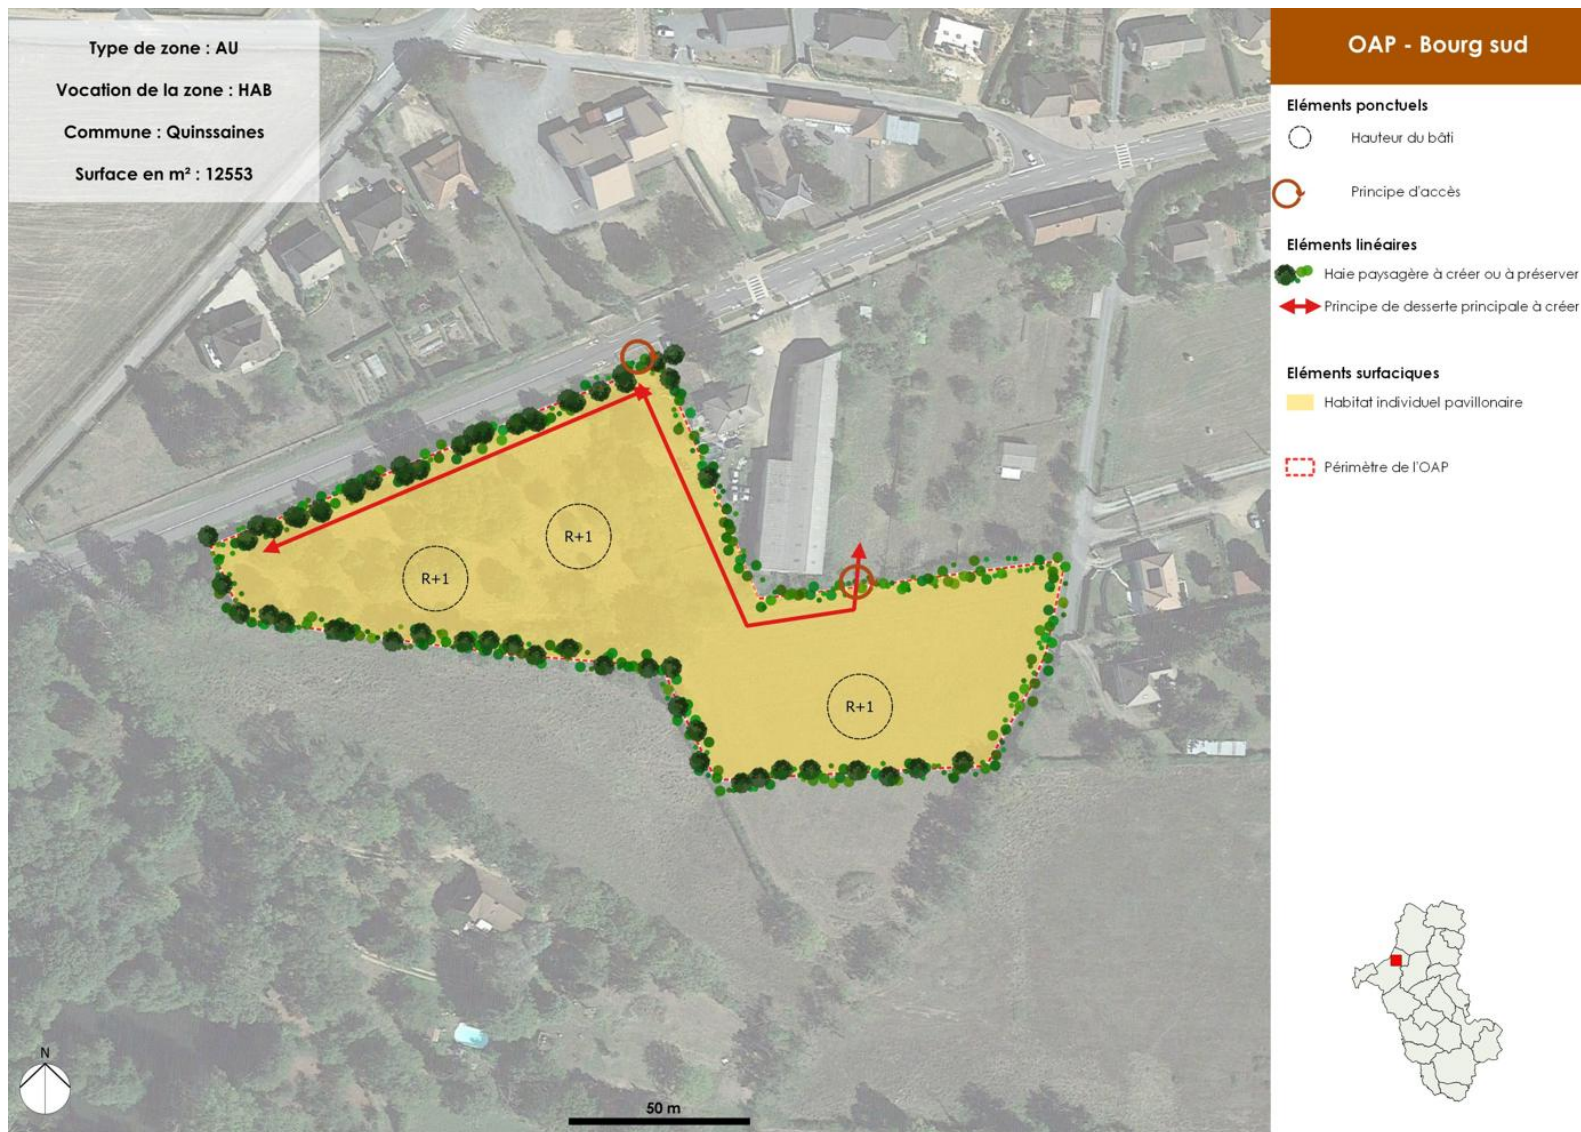 Type de zone : AU
Vocation de la zone : HAB
Commune : Quinssaines
Surface en m² : 12553
R+1
R+1
R+1
N
50 m
OAP - Bourg sud
Eléments ponctuels
Hauteur du bâti
Principe d'accès
Eléments linéaires
Haie paysagère à créer ou à préserver
Principe de desserte principale à créer
Eléments surfaciques
Habitat individuel pavillonaire
Périmètre de l'OAP